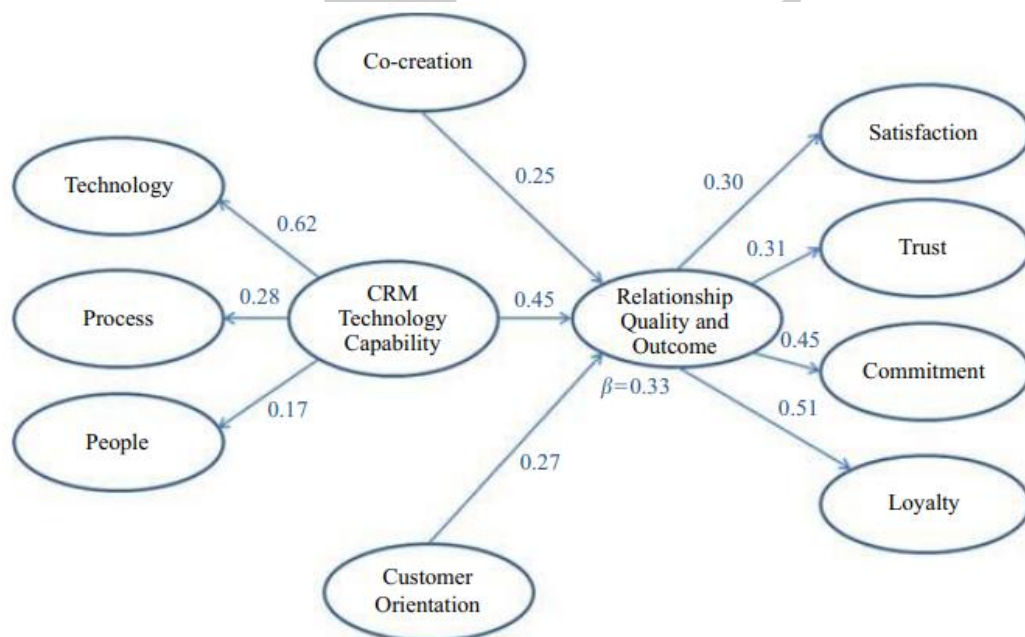 Co-creation
Satisfaction
Technology
0.25
0.30
0.62
0.31
Trust
0.28
Process
CRM
Technology
Capability
0.45
Relationship
Quality and
Outcome
0.45
Commitment
β=0.33
0.17
0.51
People
0.27
Loyalty
Customer
Orientation